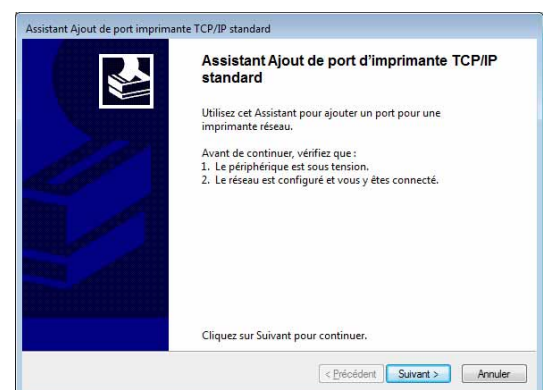 Assistant Ajout de port imprimante TCP/IP standard
Assistant Ajout de port d'imprimante TCP/IP
standard
Utilisez cet Assistant pour ajouter un port pour une
imprimante réseau.
Avant de continuer, vérifiez que :
1. Le périphérique est sous tension.
2. Le réseau est configuré et vous y êtes connecté.
Cliquez sur Suivant pour continuer.
< Précédent
Suivant >
Annuler